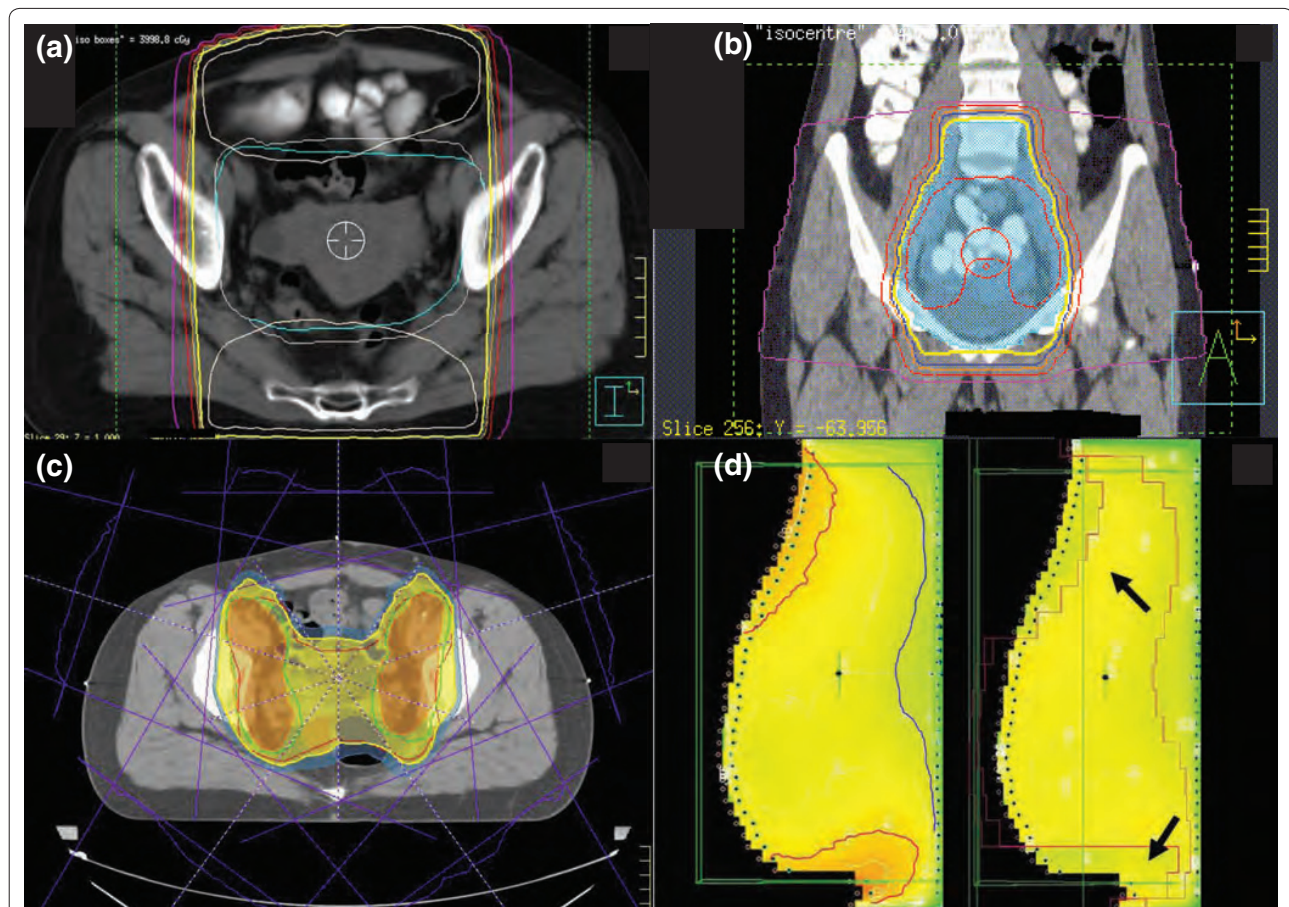 (a)
iso boxes" = 3998.8 cGy
I
(b)
"isocentre"
A
Slice 256: Y = -63.956
(c)
(d)